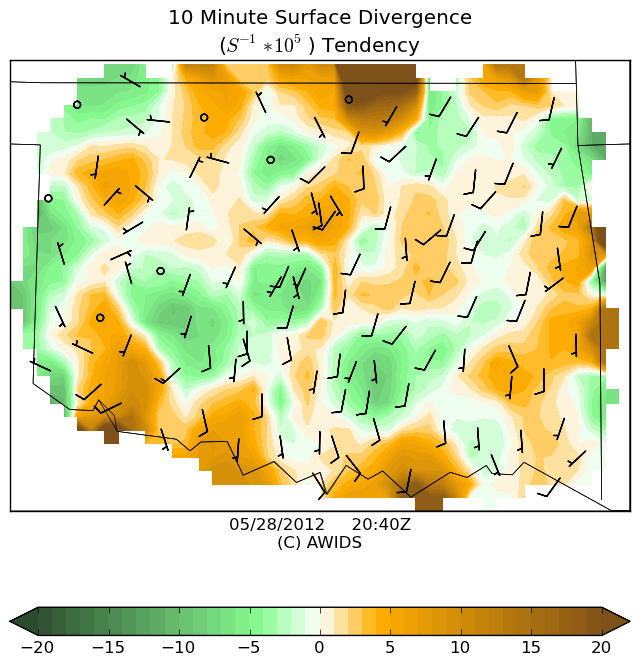 10 Minute Surface Divergence
(S⁻¹ * 10⁵ ) Tendency
05/28/2012 20:40Z
(C) AWIDS
−20 −15 −10 −5 0 5 10 15 20